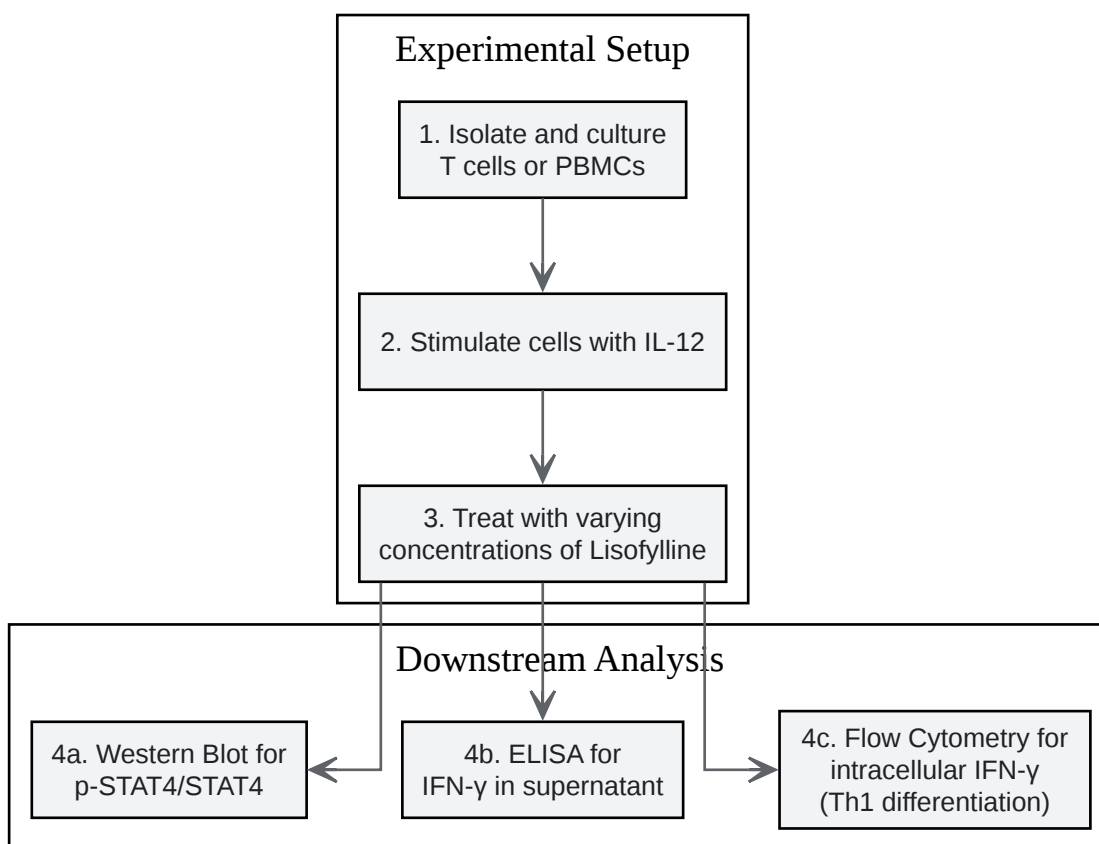 Experimental Setup
1. Isolate and culture
T cells or PBMCs
2. Stimulate cells with IL-12
3. Treat with varying
concentrations of Lisofylline
Downstream Analysis
4a. Western Blot for
p-STAT4/STAT4
4b. ELISA for
IFN-γ in supernatant
4c. Flow Cytometry for
intracellular IFN-γ
(Th1 differentiation)